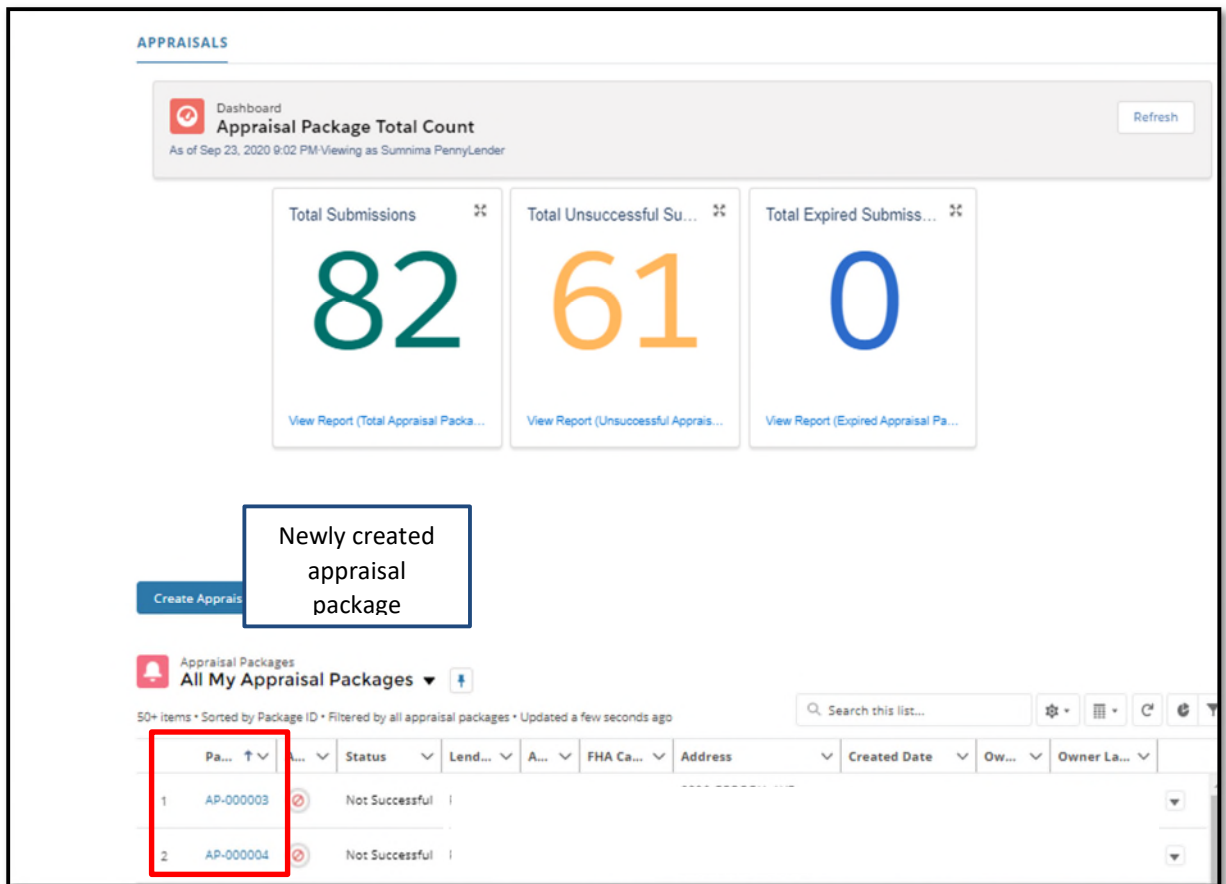 APPRAISALS
Dashboard
Appraisal Package Total Count
As of Sep 23, 2020 9:02 PM·Viewing as Sumnima PennyLender
Refresh
Total Submissions
82
View Report (Total Appraisal Packa...
Total Unsuccessful Su...
61
View Report (Unsuccessful Apprais...
Total Expired Submiss...
0
View Report (Expired Appraisal Pa...
Newly created
appraisal
package
Create Apprais
Appraisal Packages
All My Appraisal Packages
50+ items • Sorted by Package ID • Filtered by all appraisal packages • Updated a few seconds ago
Search this list...
Pa... A... Status Lend... A... FHA Ca... Address Created Date Ow... Owner La...
1 AP-000003 Not Successful
2 AP-000004 Not Successful